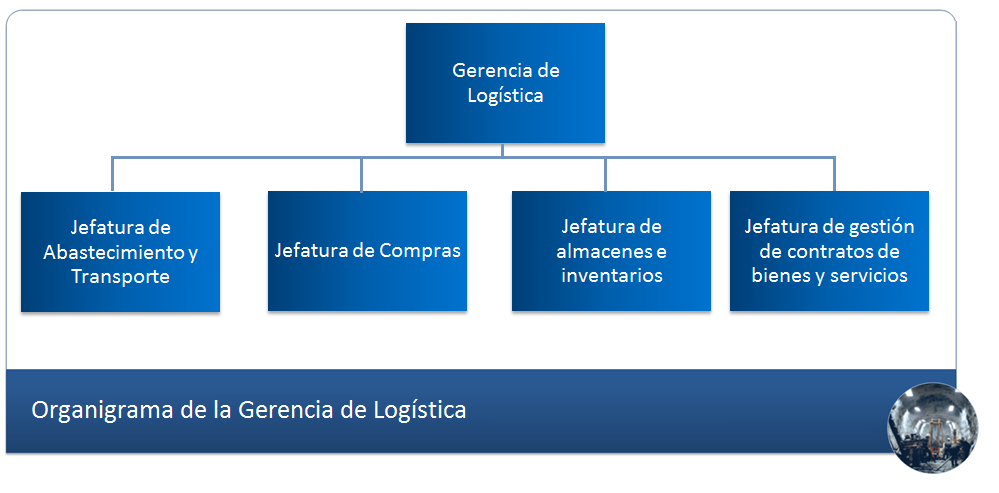 Gerencia de
Logística
Jefatura de
Abastecimiento y
Transporte
Jefatura de Compras
Jefatura de
almacenes e
inventarios
Jefatura de gestión
de contratos de
bienes y servicios
Organigrama de la Gerencia de Logística